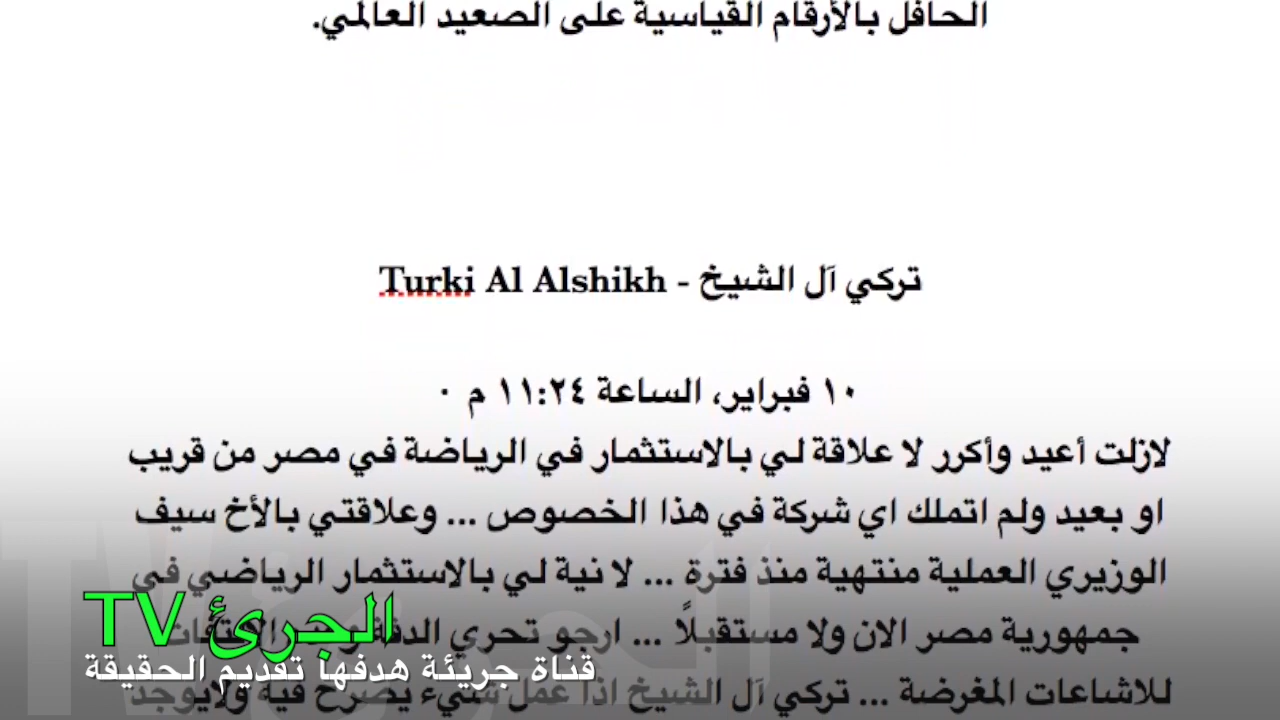 الحافل بالأرقام القياسية على الصعيد العالمي.
تركي آل الشيخ - Turki Al Alshikh
١٠ فبراير، الساعة ١١:٢٤ م ·
لازلت أعيد وأكرر لا علاقة لي بالاستثمار في الرياضة في مصر من قريب
او بعيد ولم اتملك اي شركة في هذا الخصوص ... وعلاقتي بالأخ سيف
الوزيري العملية منتهية منذ فترة ... لا نية لي بالاستثمار الرياضي في
جمهورية مصر الان ولا مستقبلاً ... ارجو تحري الدقة
للاشاعات المغرضة ... تركي آل الشيخ اذا عمل شيء يصرح فيه ولايوجد
الجرئ TV
قناة جريئة هدفها تقديم الحقيقة